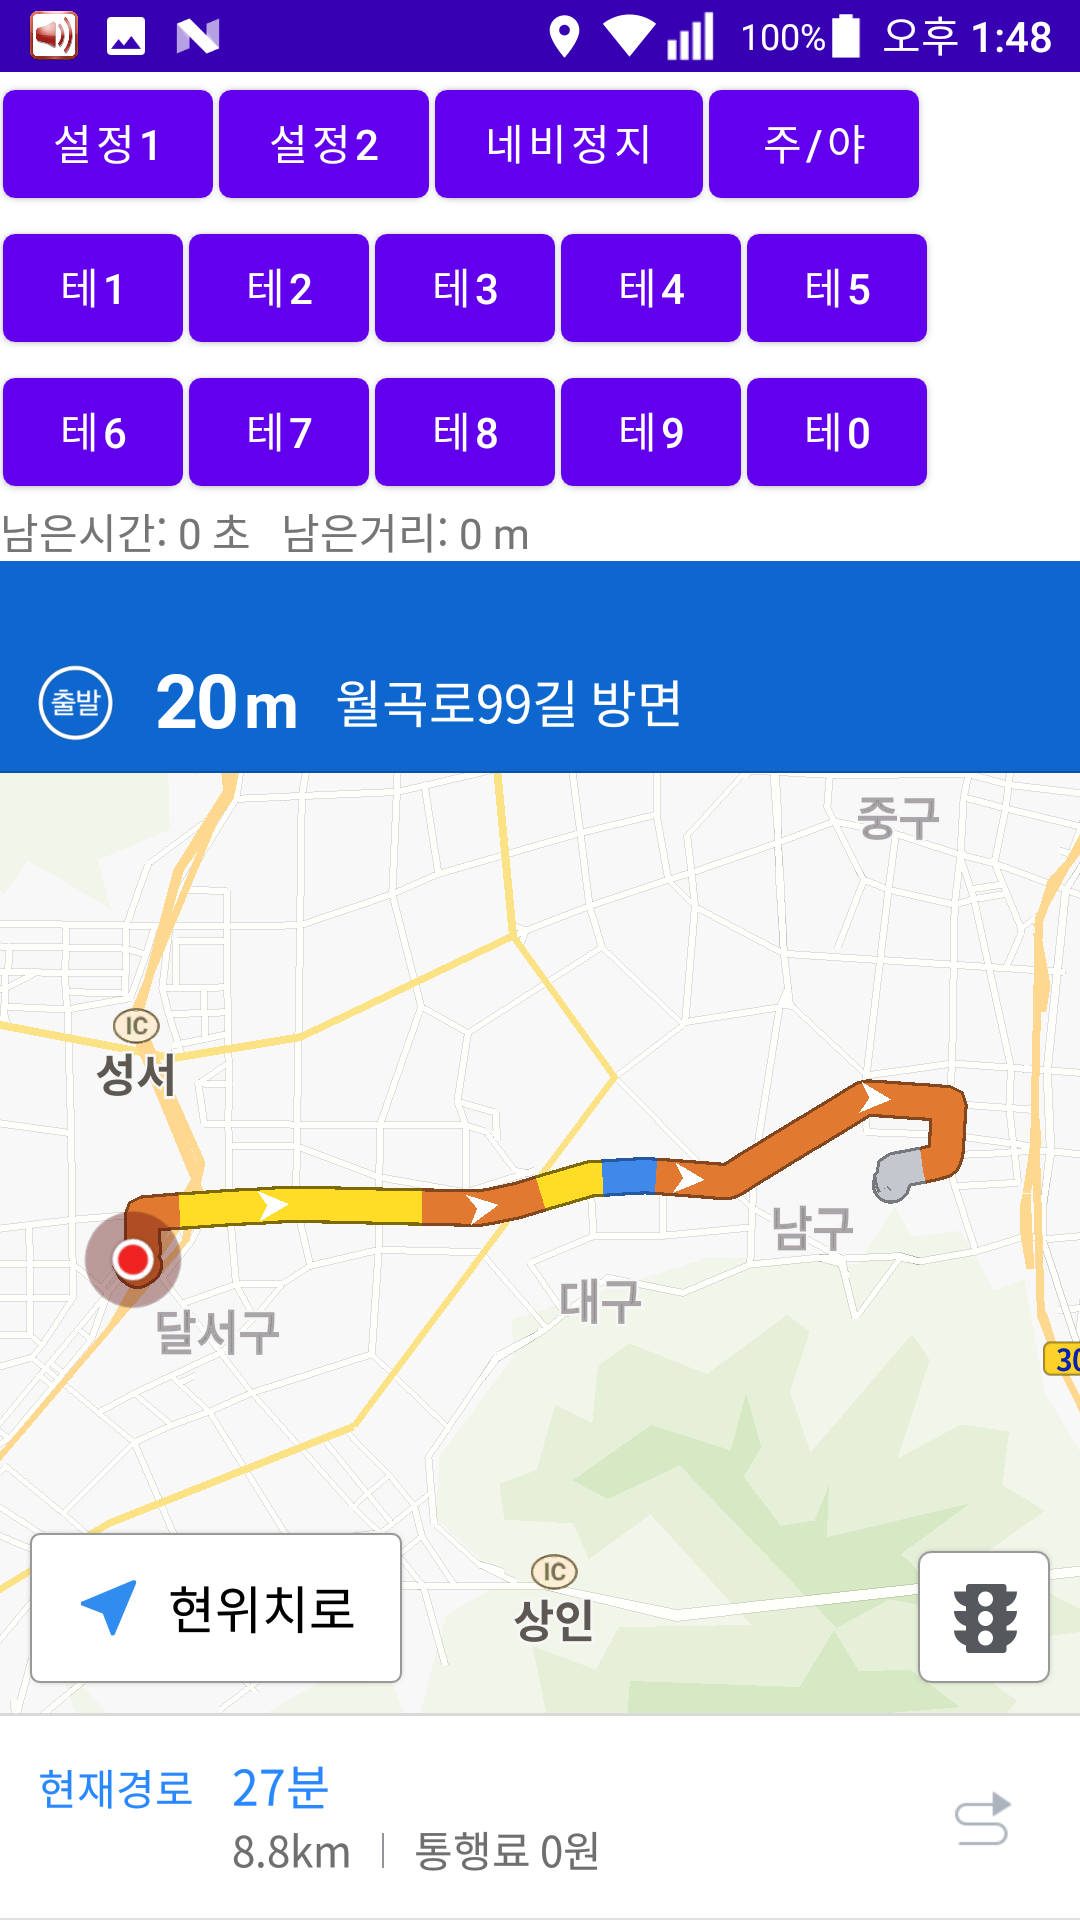 100% 오후 1:48
설정1 설정2 네비정지 주/야
테1 테2 테3 테4 테5
테6 테7 테8 테9 테0
남은시간: 0 초 남은거리: 0 m
출발 20m 월곡로99길 방면
중구
IC
성서
남구
대구
달서구
30
IC
상인
현위치로
현재경로 27분
8.8km 통행료 0원